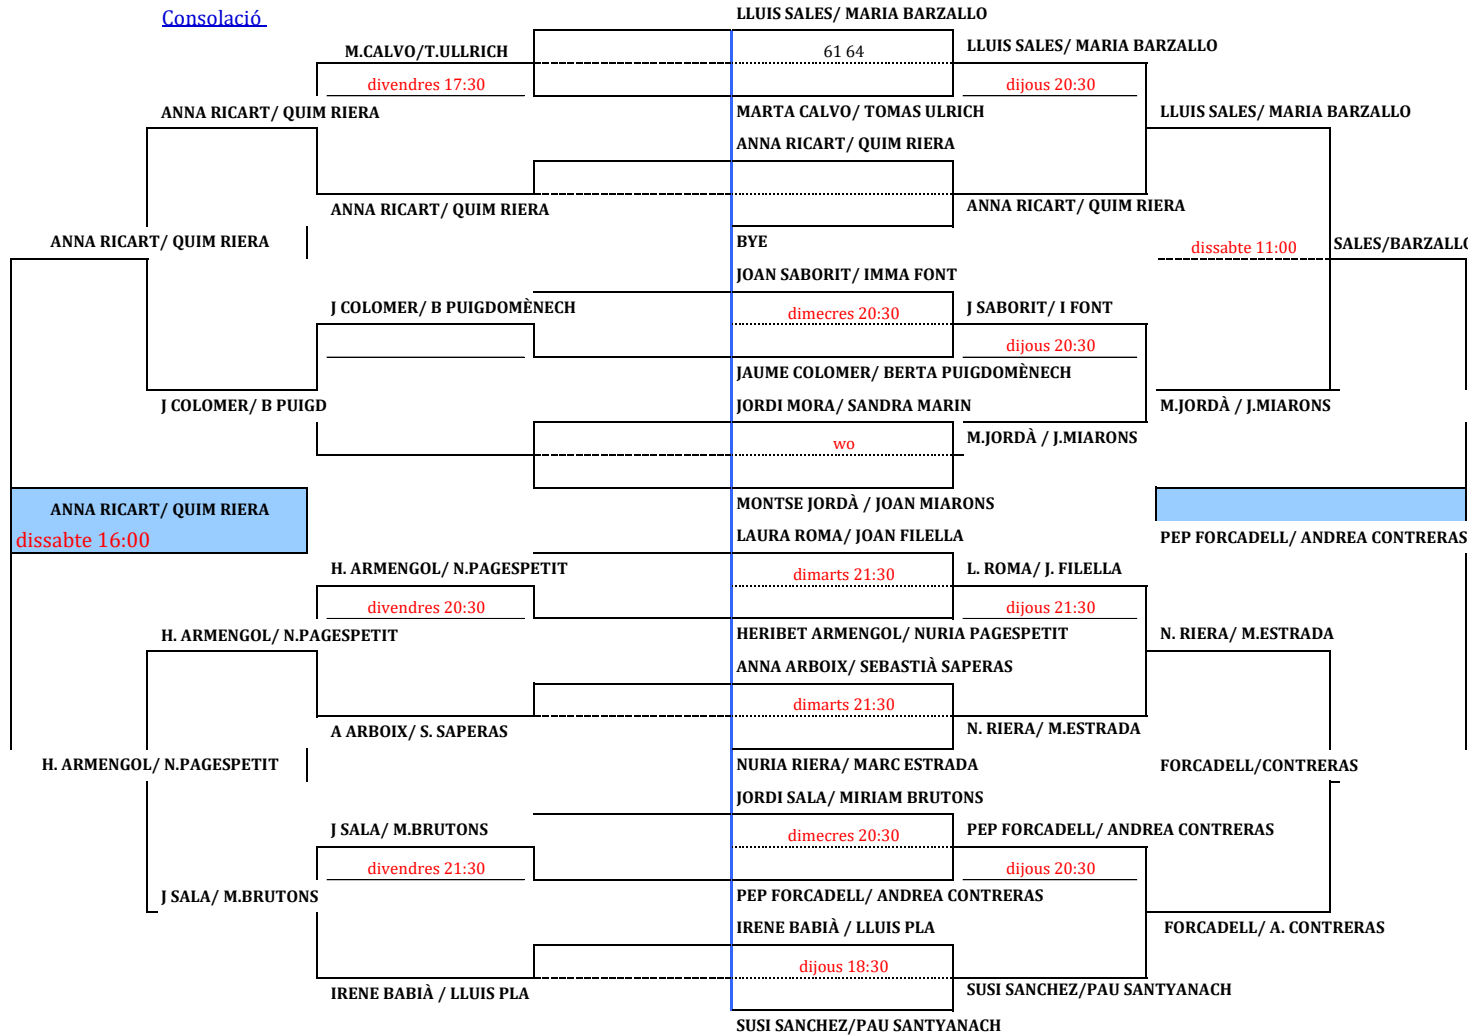 Consolació
LLUIS SALES/ MARIA BARZALLO
M.CALVO/T.ULLRICH
61 64
LLUIS SALES/ MARIA BARZALLO
divendres 17:30
dijous 20:30
ANNA RICART/ QUIM RIERA
MARTA CALVO/ TOMAS ULRICH
LLUIS SALES/ MARIA BARZALLO
ANNA RICART/ QUIM RIERA
ANNA RICART/ QUIM RIERA
ANNA RICART/ QUIM RIERA
ANNA RICART/ QUIM RIERA
BYE
dissabte 11:00
SALES/BARZALLO
JOAN SABORIT/ IMMA FONT
J COLOMER/ B PUIGDOMÈNECH
dimecres 20:30
J SABORIT/ I FONT
dijous 20:30
JAUME COLOMER/ BERTA PUIGDOMÈNECH
J COLOMER/ B PUIGD
JORDI MORA/ SANDRA MARIN
M.JORDÀ / J.MIARONS
wo
M.JORDÀ / J.MIARONS
ANNA RICART/ QUIM RIERA
MONTSE JORDÀ / JOAN MIARONS
dissabte 16:00
LAURA ROMA/ JOAN FILELLA
PEP FORCADELL/ ANDREA CONTRERAS
H. ARMENGOL/ N.PAGESPETIT
dimarts 21:30
L. ROMA/ J. FILELLA
divendres 20:30
dijous 21:30
H. ARMENGOL/ N.PAGESPETIT
HERIBET ARMENGOL/ NURIA PAGESPETIT
N. RIERA/ M.ESTRADA
ANNA ARBOIX/ SEBASTIÀ SAPERAS
dimarts 21:30
A ARBOIX/ S. SAPERAS
N. RIERA/ M.ESTRADA
H. ARMENGOL/ N.PAGESPETIT
NURIA RIERA/ MARC ESTRADA
FORCADELL/CONTRERAS
JORDI SALA/ MIRIAM BRUTONS
J SALA/ M.BRUTONS
dimecres 20:30
PEP FORCADELL/ ANDREA CONTRERAS
divendres 21:30
dijous 20:30
J SALA/ M.BRUTONS
PEP FORCADELL/ ANDREA CONTRERAS
IRENE BABIÀ / LLUIS PLA
FORCADELL/ A. CONTRERAS
dijous 18:30
IRENE BABIÀ / LLUIS PLA
SUSI SANCHEZ/PAU SANTYANACH
SUSI SANCHEZ/PAU SANTYANACH